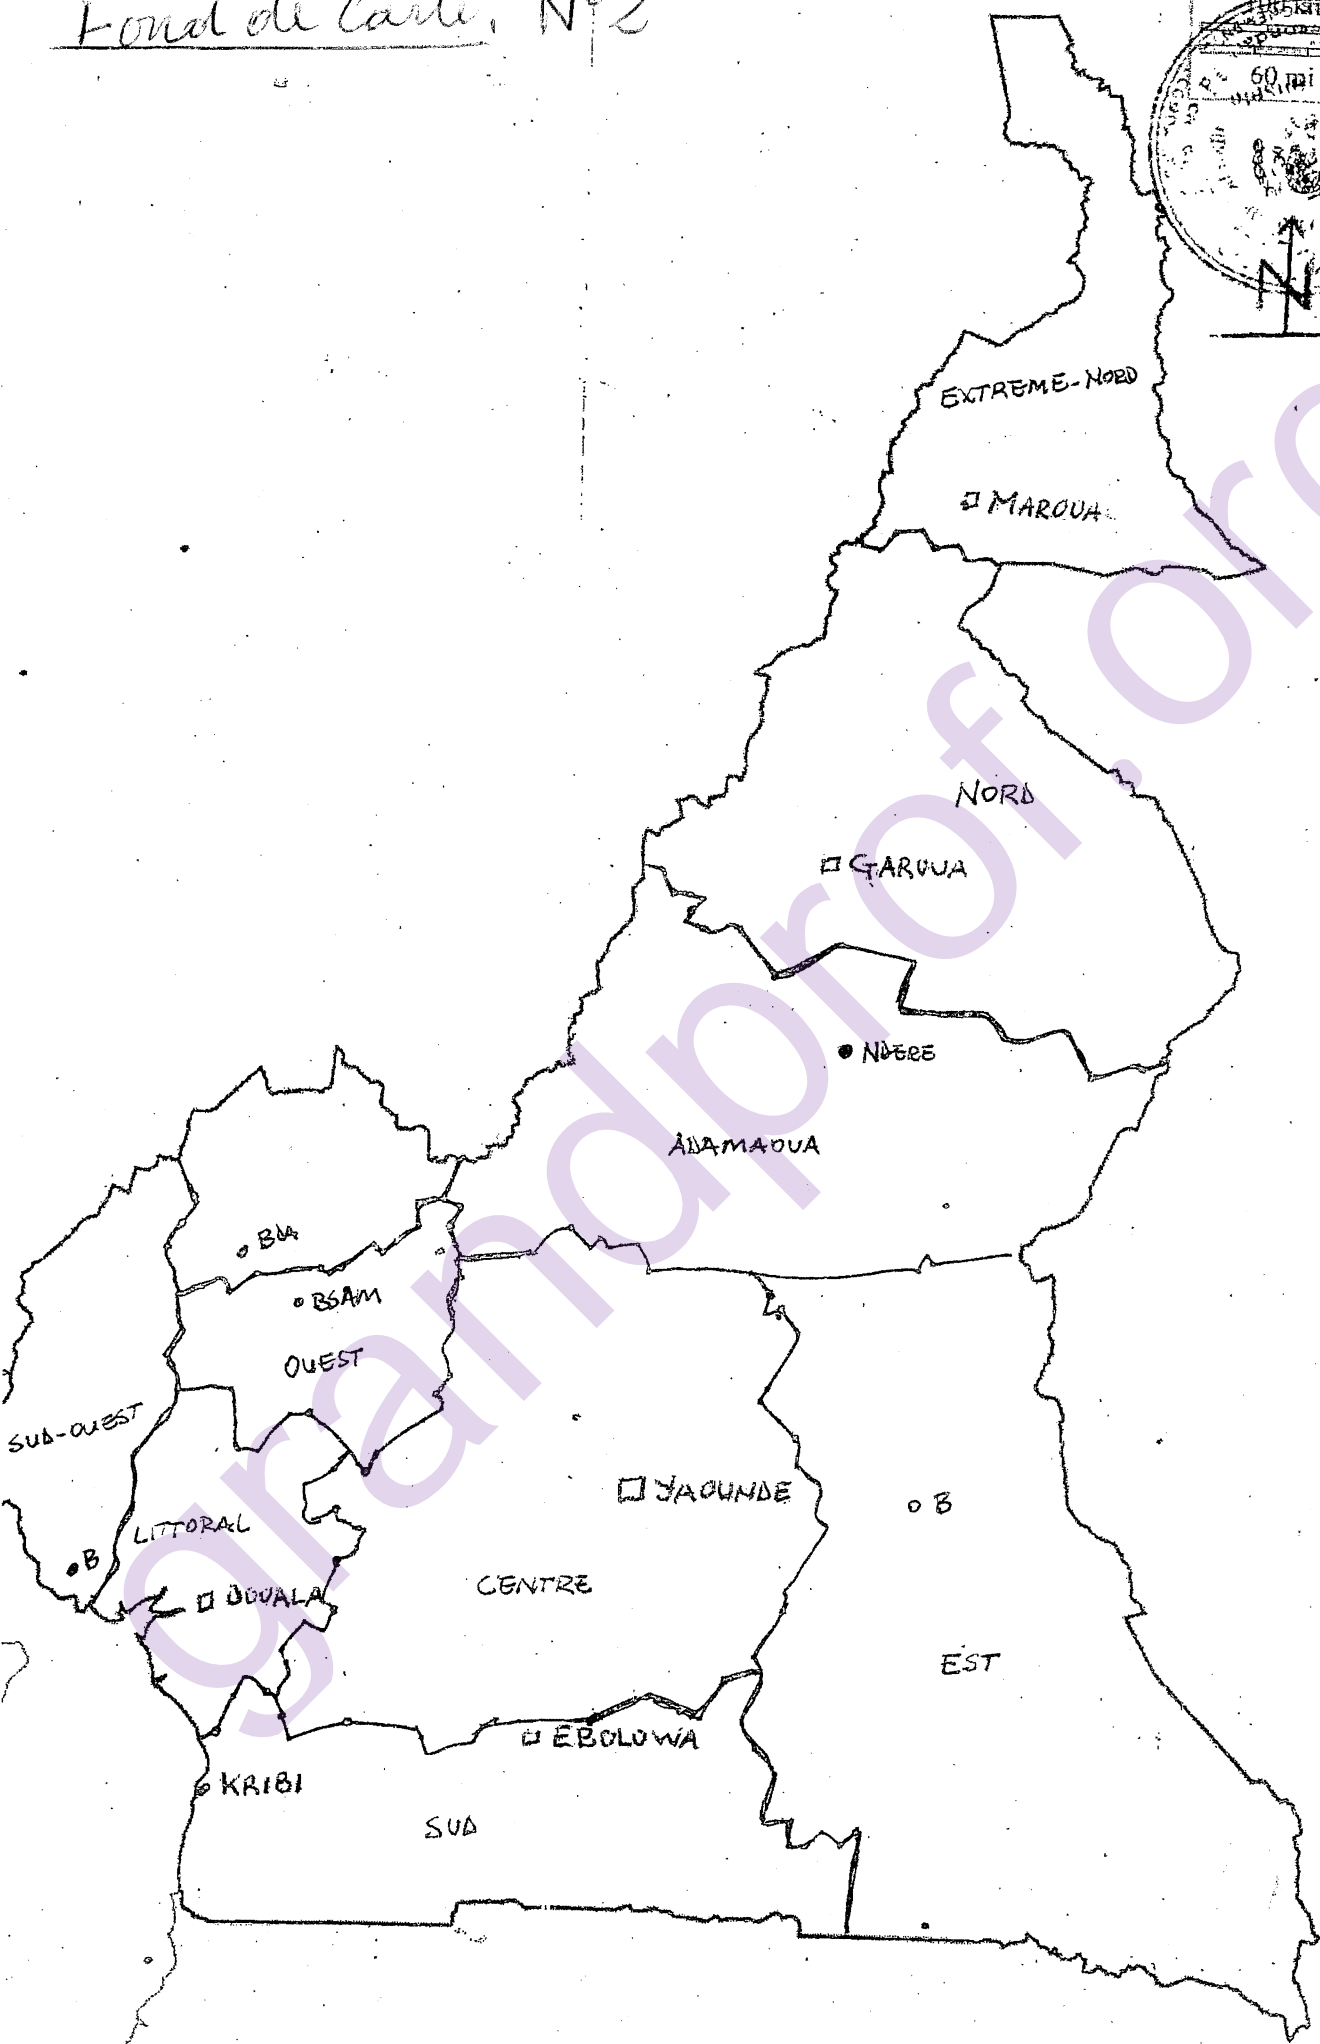 Fond de Carte. N°2
60 mi
N
EXTREME-NORD
MAROUA
NORD
GAROUA
NDERE
ADAMAOUA
BDA
BSAM
OUEST
SUD-OUEST
YAOUNDE
B
LITTORAL
B
DOUALA
CENTRE
EST
EBOLOWA
KRIBI
SUD
grandprof.org